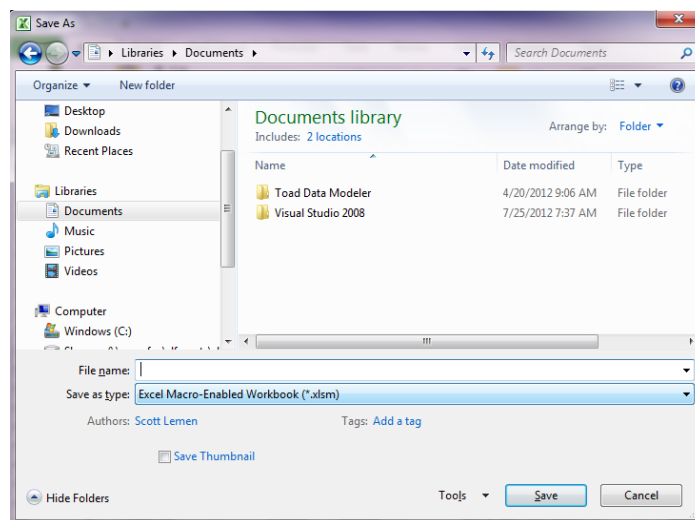 Save As
Libraries Documents Search Documents
Organize New folder
Desktop
Downloads
Recent Places
Libraries
Documents
Music
Pictures
Videos
Computer
Windows (C:)
Documents library
Includes: 2 locations
Arrange by: Folder
Name Date modified Type
Toad Data Modeler 4/20/2012 9:06 AM File folder
Visual Studio 2008 7/25/2012 7:37 AM File folder
File name:
Save as type: Excel Macro-Enabled Workbook (*.xlsm)
Authors: Scott Lemen Tags: Add a tag
Save Thumbnail
Hide Folders Tools Save Cancel